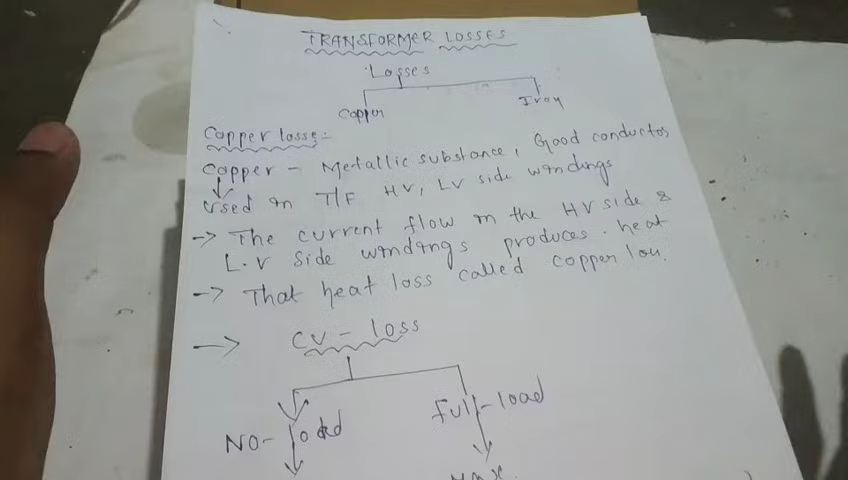 TRANSFORMER LOSSES
Losses
Copper
Iron
Copper losse:-
Copper - Metallic substance, Good conductor
Used in T/F HV, LV side windings
-> The current flow in the HV side &
L.V side windings produces heat
-> That heat loss called copper loss.
-> CU - loss
NO-load
Full-load
Max